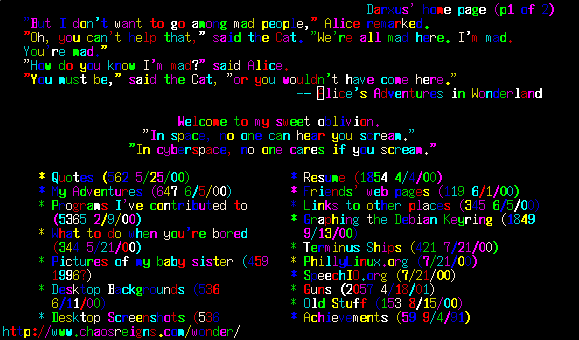 Darxus' home page (p1 of 2)
"But I don't want to go among mad people," Alice remarked.
"Oh, you can't help that," said the Cat. "We're all mad here. I'm mad.
You're mad."
"How do you know I'm mad?" said Alice.
"You must be," said the Cat, "or you wouldn't have come here."
-- Alice's Adventures in Wonderland
Welcome to my sweet oblivion.
"In space, no one can hear you scream."
"In cyberspace, no one cares if you scream."
* Quotes (662 5/25/00)
* My Adventures (647 6/5/00)
* Programs I've contributed to
(5365 2/9/00)
* What to do when you're bored
(344 5/21/00)
* Pictures of my baby sister (459
1996?)
* Desktop Backgrounds (536
6/11/00)
* Desktop Screenshots (538
* Resume (1854 4/4/00)
* Friends' web pages (119 6/1/00)
* Links to other places (345 6/5/00)
* Graphing the Debian Keyring (1849
9/13/00)
* Terminus Ships (421 7/21/00)
* PhillyLinux.org (7/21/00)
* SpeechIO.org (7/21/00)
* Guns (2057 4/18/01)
* Old Stuff (153 8/15/00)
* Achievements (59 9/4/01)
http://www.chaosreigns.com/wonder/